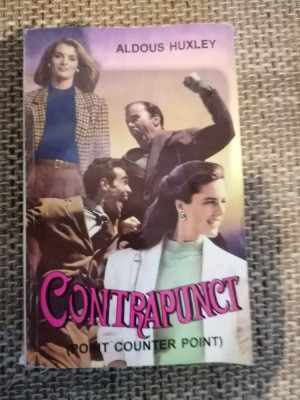 ALDOUS HUXLEY
CONTRAPUNCT
(POINT COUNTER POINT)